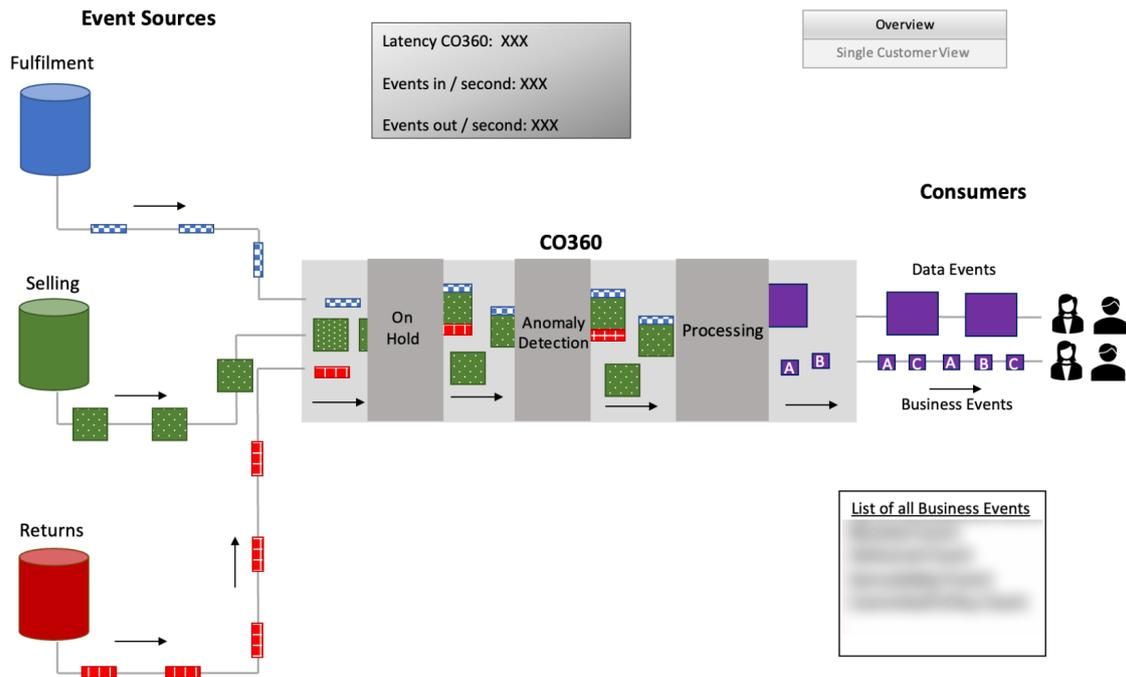 Event Sources
Latency CO360: XXX
Events in / second: XXX
Events out / second: XXX
Overview
Single Customer View
Fulfilment
Consumers
CO360
Selling
Data Events
On
Hold
Anomaly
Detection
Processing
A
B
A C A B C
Business Events
Returns
List of all Business Events